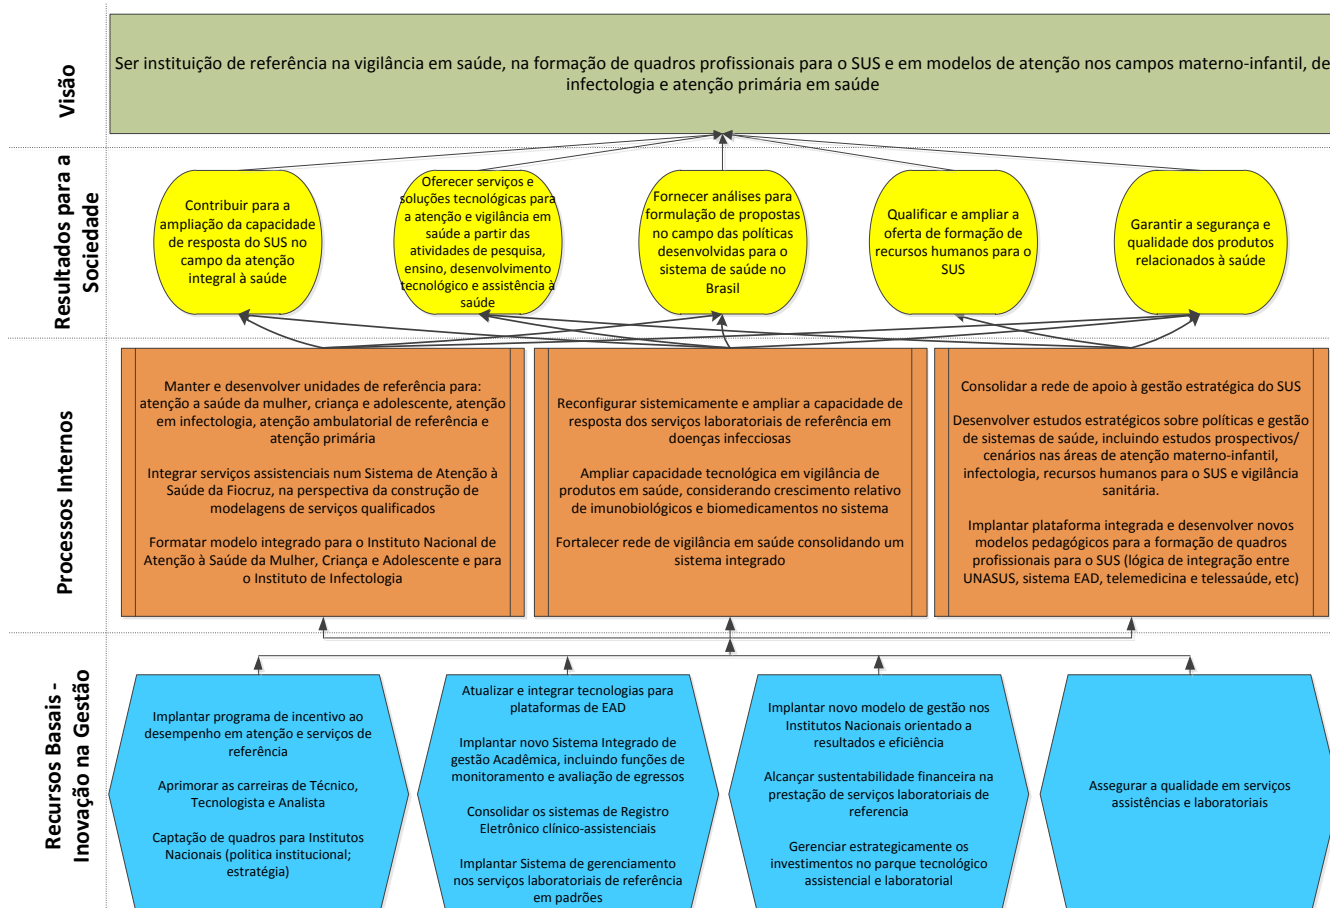 Visão
Ser instituição de referência na vigilância em saúde, na formação de quadros profissionais para o SUS e em modelos de atenção nos campos materno-infantil, de
infectologia e atenção primária em saúde
Resultados para a
Sociedade
Contribuir para a
ampliação da capacidade
de resposta do SUS no
campo da atenção
integral à saúde
Oferecer serviços e
soluções tecnológicas para
a atenção e vigilância em
saúde a partir das
atividades de pesquisa,
ensino, desenvolvimento
tecnológico e assistência à
saúde
Fornecer análises para
formulação de propostas
no campo das políticas
desenvolvidas para o
sistema de saúde no
Brasil
Qualificar e ampliar a
oferta de formação de
recursos humanos para o
SUS
Garantir a segurança e
qualidade dos produtos
relacionados à saúde
Processos Internos
Manter e desenvolver unidades de referência para:
atenção a saúde da mulher, criança e adolescente, atenção
em infectologia, atenção ambulatorial de referência e
atenção primária
Integrar serviços assistenciais num Sistema de Atenção à
Saúde da Fiocruz, na perspectiva da construção de
modelagens de serviços qualificados
Formatar modelo integrado para o Instituto Nacional de
Atenção à Saúde da Mulher, Criança e Adolescente e para
o Instituto de Infectologia
Reconfigurar sistemicamente e ampliar a capacidade de
resposta dos serviços laboratoriais de referência em
doenças infecciosas
Ampliar capacidade tecnológica em vigilância de
produtos em saúde, considerando crescimento relativo
de imunobiológicos e biomedicamentos no sistema
Fortalecer rede de vigilância em saúde consolidando um
sistema integrado
Consolidar a rede de apoio à gestão estratégica do SUS
Desenvolver estudos estratégicos sobre políticas e gestão
de sistemas de saúde, incluindo estudos prospectivos/
cenários nas áreas de atenção materno-infantil,
infectologia, recursos humanos para o SUS e vigilância
sanitária.
Implantar plataforma integrada e desenvolver novos
modelos pedagógicos para a formação de quadros
profissionais para o SUS (lógica de integração entre
UNASUS, sistema EAD, telemedicina e telessaúde, etc)
Recursos Basais -
Inovação na Gestão
Implantar programa de incentivo ao
desempenho em atenção e serviços de
referência
Aprimorar as carreiras de Técnico,
Tecnologista e Analista
Captação de quadros para Institutos
Nacionais (politica institucional;
estratégia)
Atualizar e integrar tecnologias para
plataformas de EAD
Implantar novo Sistema Integrado de
gestão Acadêmica, incluindo funções de
monitoramento e avaliação de egressos
Consolidar os sistemas de Registro
Eletrônico clínico-assistenciais
Implantar Sistema de gerenciamento
nos serviços laboratoriais de referência
em padrões
Implantar novo modelo de gestão nos
Institutos Nacionais orientado a
resultados e eficiência
Alcançar sustentabilidade financeira na
prestação de serviços laboratoriais de
referencia
Gerenciar estrategicamente os
investimentos no parque tecnológico
assistencial e laboratorial
Assegurar a qualidade em serviços
assistências e laboratoriais